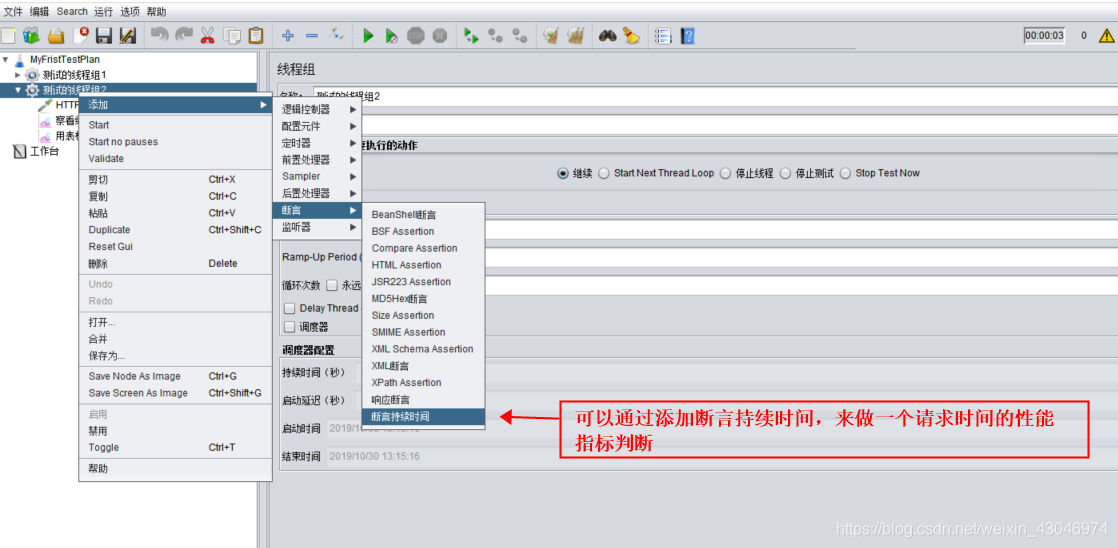 文件 编辑 Search 运行 选项 帮助
00:00:03 0
MyFristTestPlan
测试的线程组1
测试的线程组2
HTTP
察看结
用表格
工作台
添加
Start
Start no pauses
Validate
剪切 Ctrl+X
复制 Ctrl+C
粘贴 Ctrl+V
Duplicate Ctrl+Shift+C
Reset Gui
删除 Delete
Undo
Redo
打开...
合并
保存为...
Save Node As Image Ctrl+G
Save Screen As Image Ctrl+Shift+G
启用
禁用
Toggle Ctrl+T
帮助
逻辑控制器
配置元件
定时器
前置处理器
Sampler
后置处理器
断言
监听器
BeanShell断言
BSF Assertion
Compare Assertion
HTML Assertion
JSR223 Assertion
MD5Hex断言
Size Assertion
SMIME Assertion
XML Schema Assertion
XML断言
XPath Assertion
响应断言
断言持续时间
线程组
名称: 测试的线程组2
执行的动作
继续 Start Next Thread Loop 停止线程 停止测试 Stop Test Now
Ramp-Up Period (
循环次数 永远
Delay Thread
调度器
调度器配置
持续时间（秒）
启动延迟（秒）
启动时间 2019/10/30 13:15:16
结束时间 2019/10/30 13:15:16
可以通过添加断言持续时间，来做一个请求时间的性能
指标判断
https://blog.csdn.net/weixin_43046974